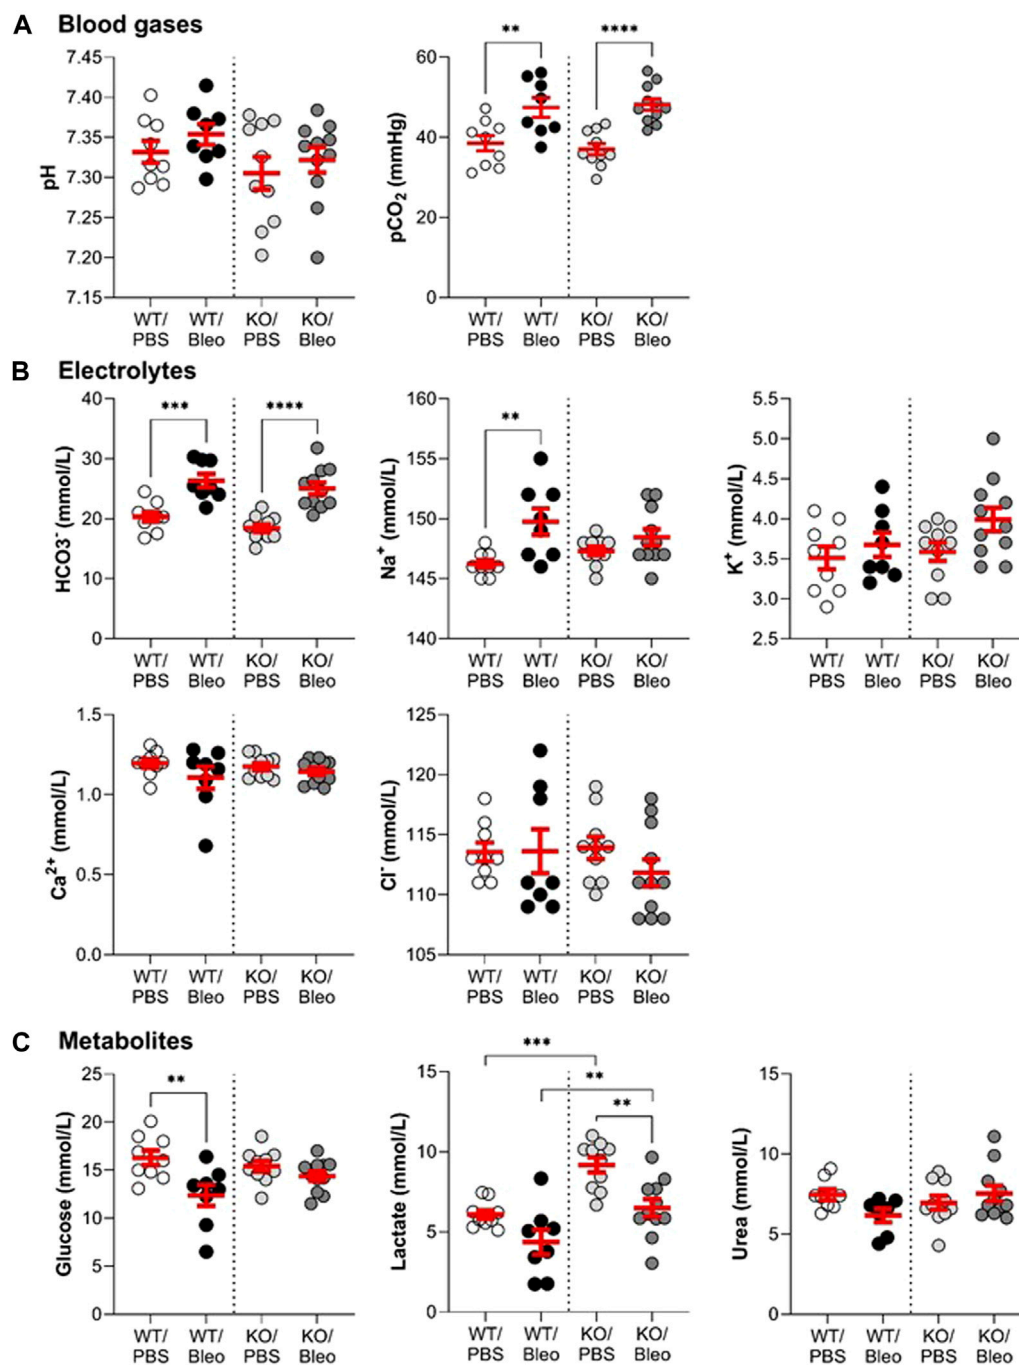 A Blood gases
** ****
7.45
7.40
7.35
7.30
7.25
7.20
7.15
pH
WT/ WT/ KO/ KO/
PBS Bleo PBS Bleo
60
40
20
0
pCO2 (mmHg)
WT/ WT/ KO/ KO/
PBS Bleo PBS Bleo
B Electrolytes
*** ****
40
30
20
10
0
HCO3- (mmol/L)
WT/ WT/ KO/ KO/
PBS Bleo PBS Bleo
**
160
155
150
145
140
Na+ (mmol/L)
WT/ WT/ KO/ KO/
PBS Bleo PBS Bleo
5.5
5.0
4.5
4.0
3.5
3.0
2.5
K+ (mmol/L)
WT/ WT/ KO/ KO/
PBS Bleo PBS Bleo
1.5
1.0
0.5
0.0
Ca2+ (mmol/L)
WT/ WT/ KO/ KO/
PBS Bleo PBS Bleo
125
120
115
110
105
Cl- (mmol/L)
WT/ WT/ KO/ KO/
PBS Bleo PBS Bleo
C Metabolites
**
25
20
15
10
5
0
Glucose (mmol/L)
WT/ WT/ KO/ KO/
PBS Bleo PBS Bleo
***
**
**
15
10
5
0
Lactate (mmol/L)
WT/ WT/ KO/ KO/
PBS Bleo PBS Bleo
15
10
5
0
Urea (mmol/L)
WT/ WT/ KO/ KO/
PBS Bleo PBS Bleo